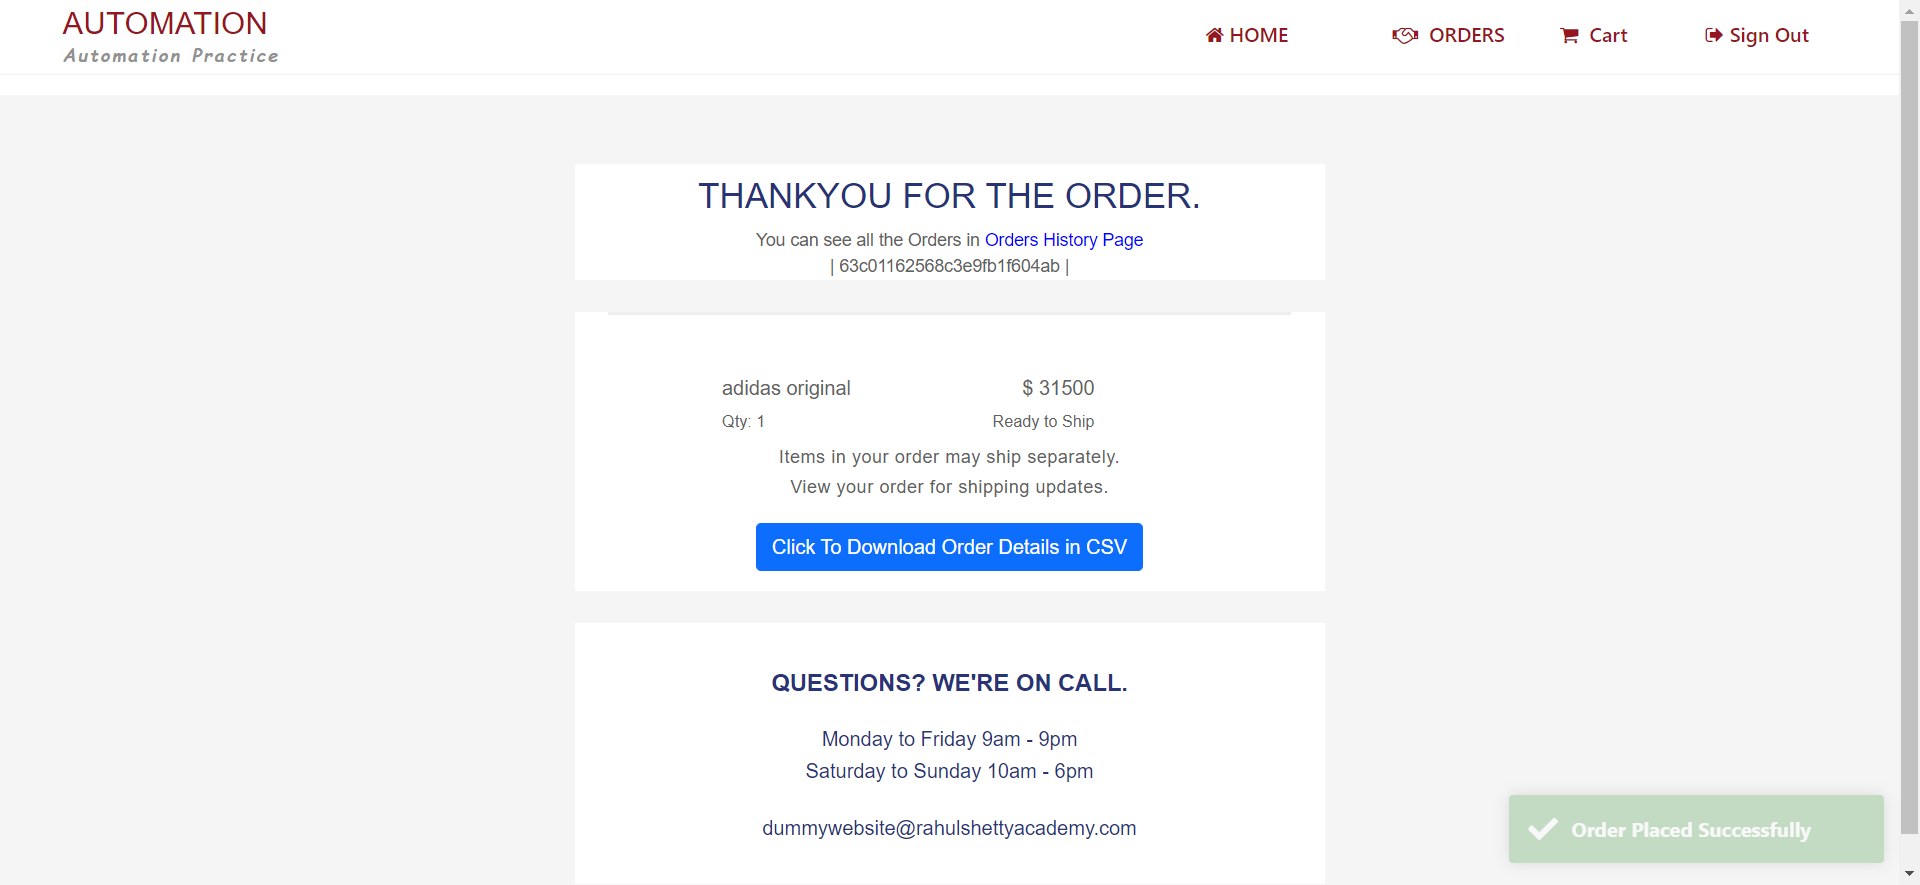 AUTOMATION
Automation Practice
HOME
ORDERS
Cart
Sign Out
THANKYOU FOR THE ORDER.
You can see all the Orders in Orders History Page
| 63c01162568c3e9fb1f604ab |
adidas original
$ 31500
Qty: 1
Ready to Ship
Items in your order may ship separately.
View your order for shipping updates.
Click To Download Order Details in CSV
QUESTIONS? WE'RE ON CALL.
Monday to Friday 9am - 9pm
Saturday to Sunday 10am - 6pm
dummywebsite@rahulshettyacademy.com
Order Placed Successfully